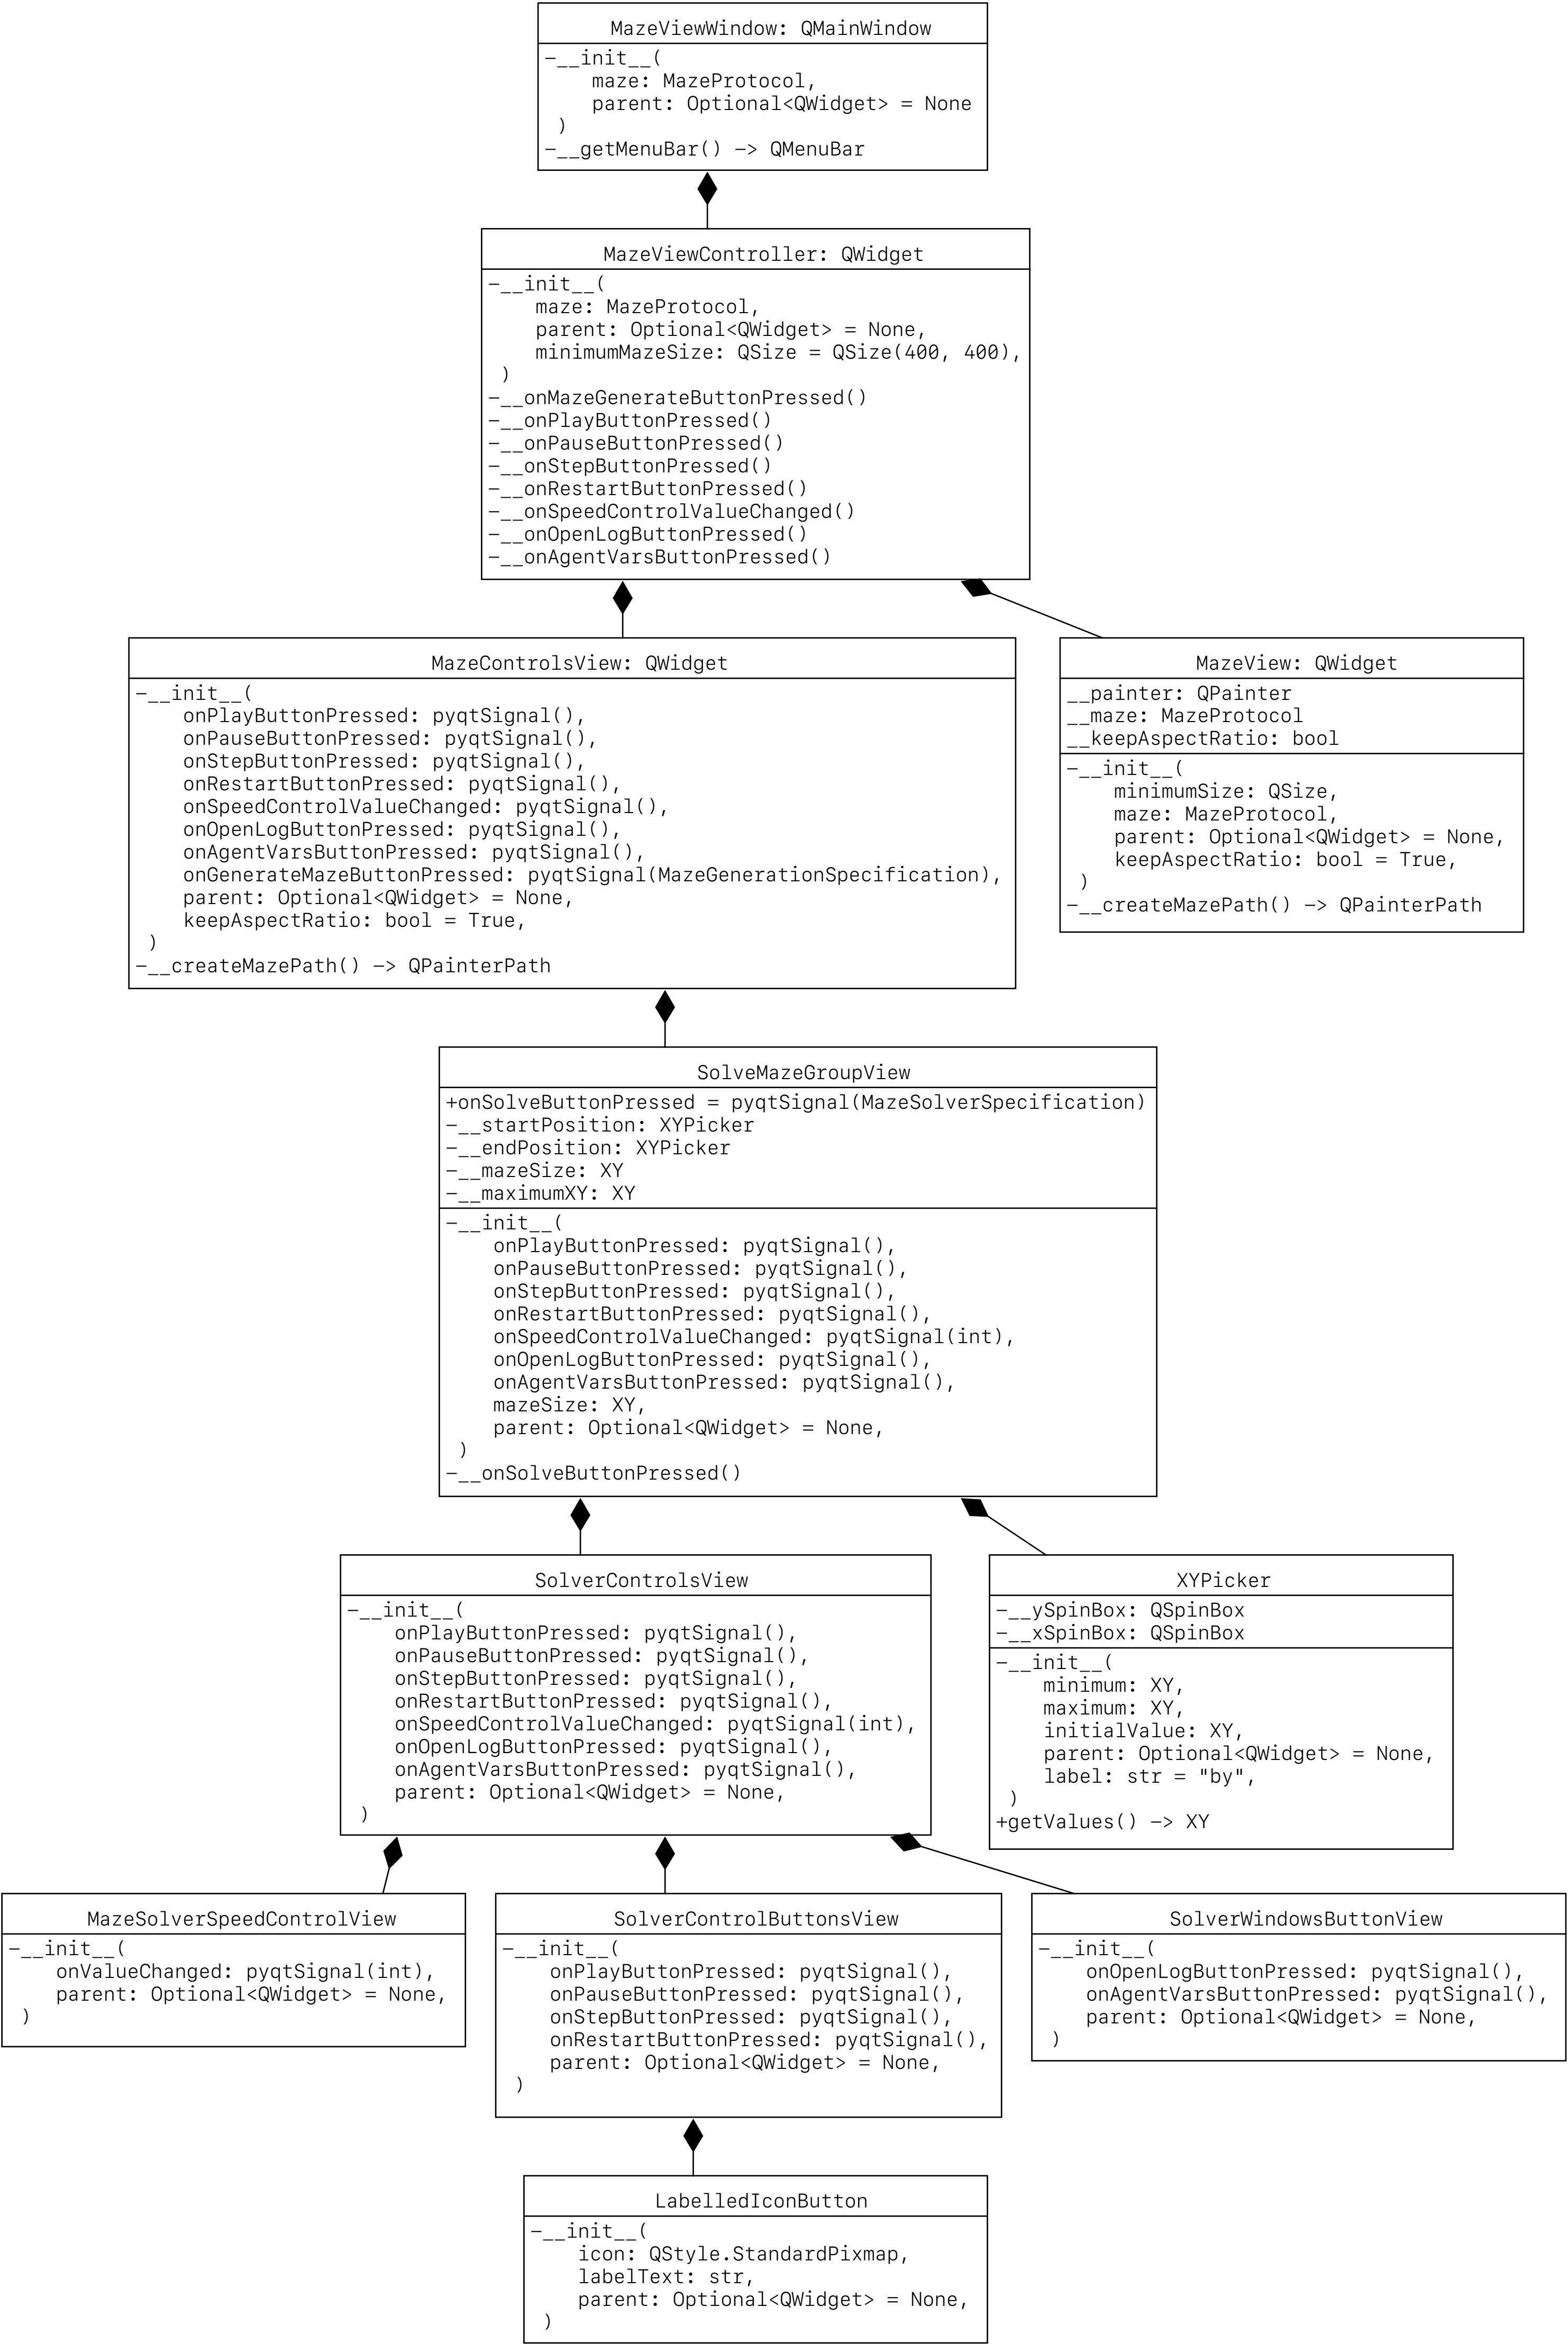 MazeViewWindow: QMainWindow
-__init__(
maze: MazeProtocol,
parent: Optional<QWidget> = None
)
-__getMenuBar() -> QMenuBar
MazeViewController: QWidget
-__init__(
maze: MazeProtocol,
parent: Optional<QWidget> = None,
minimumMazeSize: QSize = QSize(400, 400),
)
-__onMazeGenerateButtonPressed()
-__onPlayButtonPressed()
-__onPauseButtonPressed()
-__onStepButtonPressed()
-__onRestartButtonPressed()
-__onSpeedControlValueChanged()
-__onOpenLogButtonPressed()
-__onAgentVarsButtonPressed()
MazeControlsView: QWidget
-__init__(
onPlayButtonPressed: pyqtSignal(),
onPauseButtonPressed: pyqtSignal(),
onStepButtonPressed: pyqtSignal(),
onRestartButtonPressed: pyqtSignal(),
onSpeedControlValueChanged: pyqtSignal(),
onOpenLogButtonPressed: pyqtSignal(),
onAgentVarsButtonPressed: pyqtSignal(),
onGenerateMazeButtonPressed: pyqtSignal(MazeGenerationSpecification),
parent: Optional<QWidget> = None,
keepAspectRatio: bool = True,
)
-__createMazePath() -> QPainterPath
MazeView: QWidget
__painter: QPainter
__maze: MazeProtocol
__keepAspectRatio: bool
-__init__(
minimumSize: QSize,
maze: MazeProtocol,
parent: Optional<QWidget> = None,
keepAspectRatio: bool = True,
)
-__createMazePath() -> QPainterPath
SolveMazeGroupView
+onSolveButtonPressed = pyqtSignal(MazeSolverSpecification)
-__startPosition: XYPicker
-__endPosition: XYPicker
-__mazeSize: XY
-__maximumXY: XY
-__init__(
onPlayButtonPressed: pyqtSignal(),
onPauseButtonPressed: pyqtSignal(),
onStepButtonPressed: pyqtSignal(),
onRestartButtonPressed: pyqtSignal(),
onSpeedControlValueChanged: pyqtSignal(int),
onOpenLogButtonPressed: pyqtSignal(),
onAgentVarsButtonPressed: pyqtSignal(),
mazeSize: XY,
parent: Optional<QWidget> = None,
)
-__onSolveButtonPressed()
SolverControlsView
-__init__(
onPlayButtonPressed: pyqtSignal(),
onPauseButtonPressed: pyqtSignal(),
onStepButtonPressed: pyqtSignal(),
onRestartButtonPressed: pyqtSignal(),
onSpeedControlValueChanged: pyqtSignal(int),
onOpenLogButtonPressed: pyqtSignal(),
onAgentVarsButtonPressed: pyqtSignal(),
parent: Optional<QWidget> = None,
)
XYPicker
-__ySpinBox: QSpinBox
-__xSpinBox: QSpinBox
-__init__(
minimum: XY,
maximum: XY,
initialValue: XY,
parent: Optional<QWidget> = None,
label: str = "by",
)
+getValues() -> XY
MazeSolverSpeedControlView
-__init__(
onValueChanged: pyqtSignal(int),
parent: Optional<QWidget> = None,
)
SolverControlButtonsView
-__init__(
onPlayButtonPressed: pyqtSignal(),
onPauseButtonPressed: pyqtSignal(),
onStepButtonPressed: pyqtSignal(),
onRestartButtonPressed: pyqtSignal(),
parent: Optional<QWidget> = None,
)
SolverWindowsButtonView
-__init__(
onOpenLogButtonPressed: pyqtSignal(),
onAgentVarsButtonPressed: pyqtSignal(),
parent: Optional<QWidget> = None,
)
LabelledIconButton
-__init__(
icon: QStyle.StandardPixmap,
labelText: str,
parent: Optional<QWidget> = None,
)